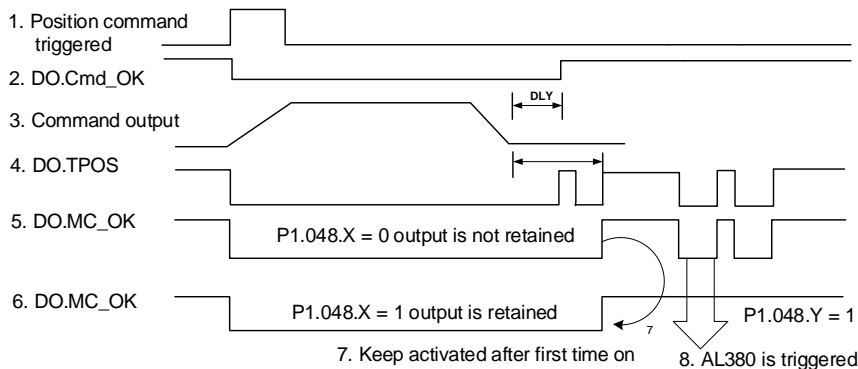 1. Position command
triggered
2. DO.Cmd_OK
DLY
3. Command output
4. DO.TPOS
5. DO.MC_OK
P1.048.X = 0 output is not retained
6. DO.MC_OK
P1.048.X = 1 output is retained
P1.048.Y = 1
7
7. Keep activated after first time on
8. AL380 is triggered